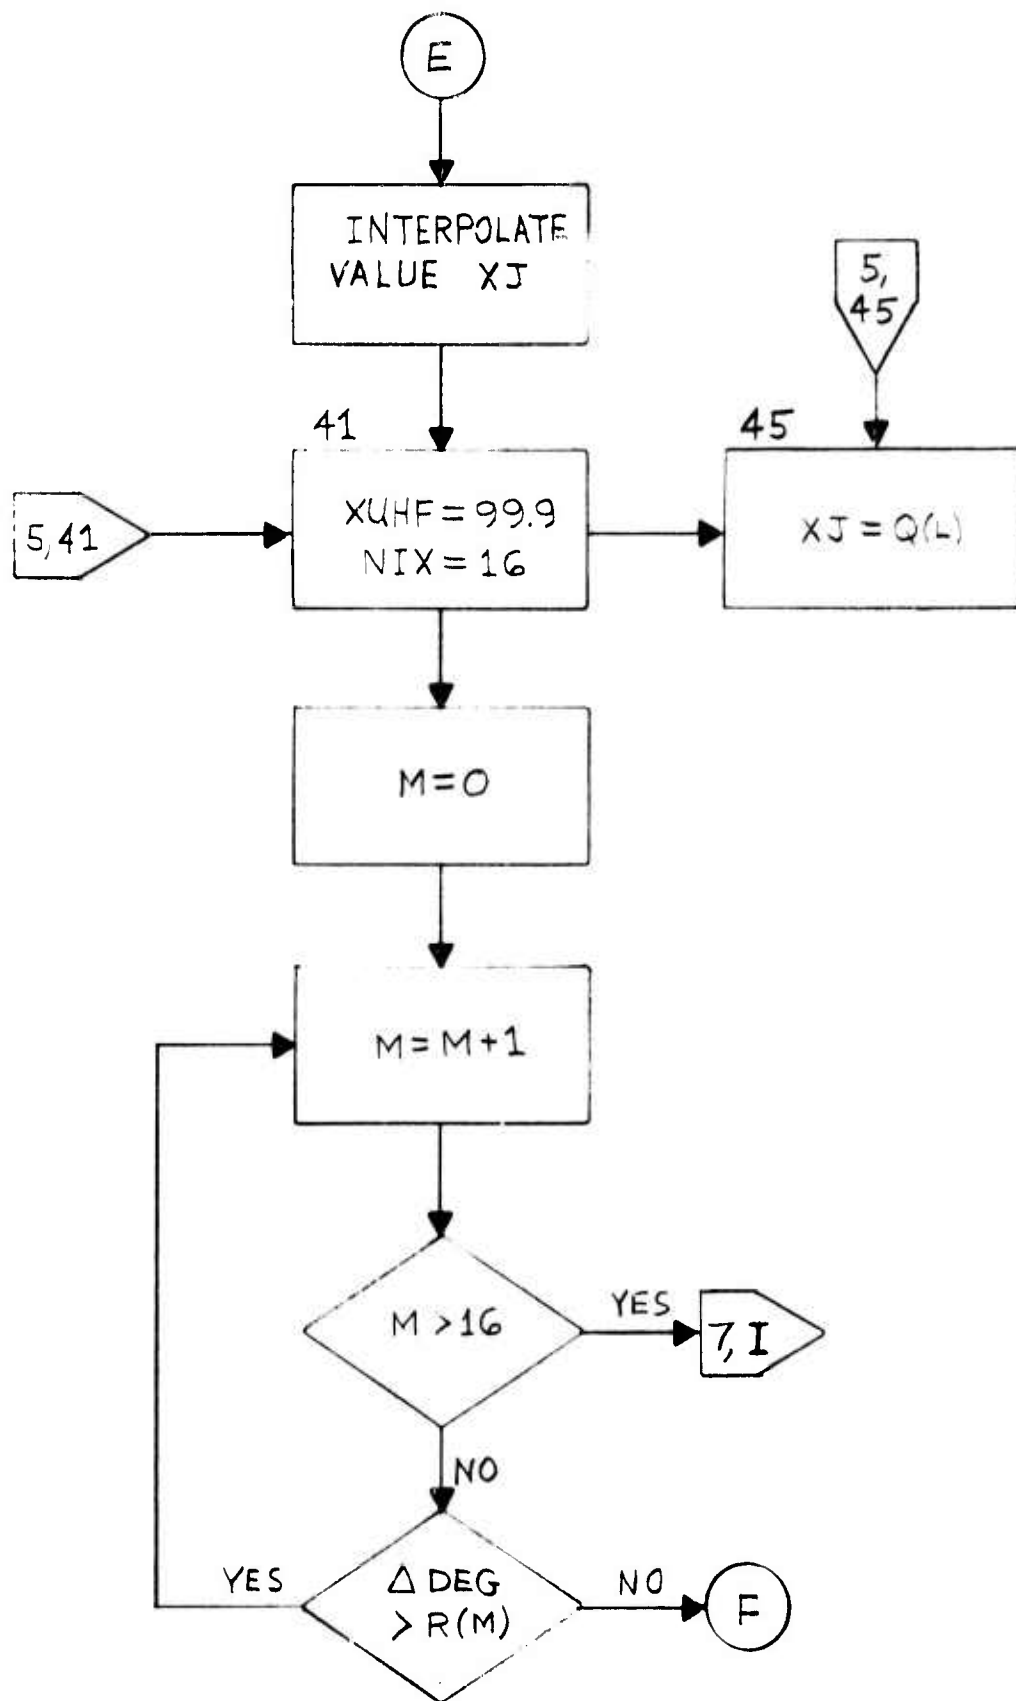 E
INTERPOLATE
VALUE XJ
5,
45
41
45
5,41
XUHF=99.9
NIX=16
XJ=Q(L)
M=0
M=M+1
M>16
YES
7, I
NO
YES
Δ DEG
>R(M)
NO
F